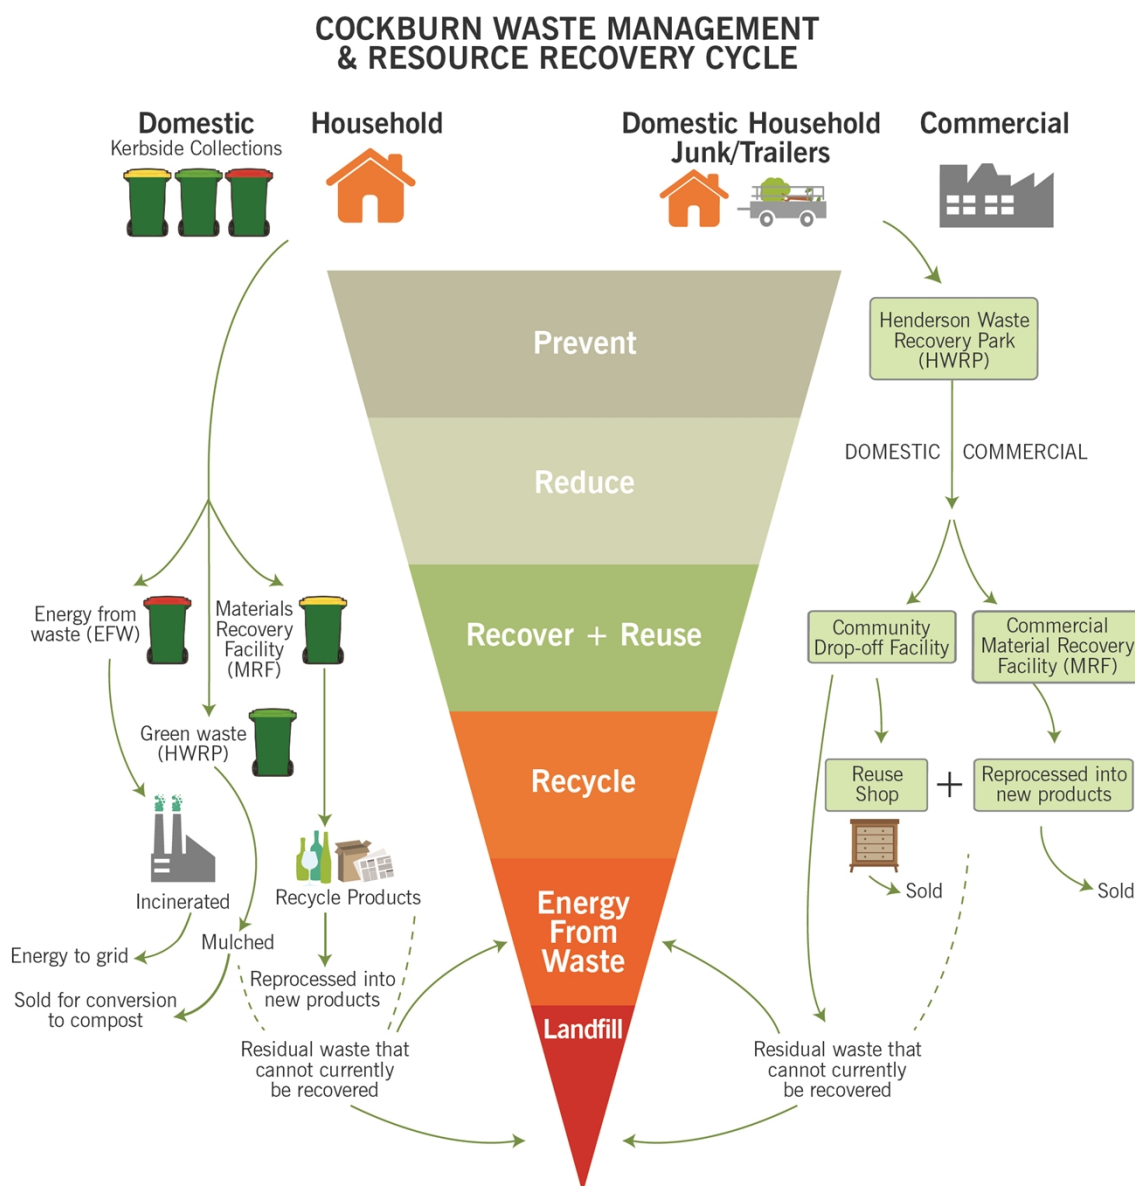 COCKBURN WASTE MANAGEMENT
& RESOURCE RECOVERY CYCLE
Domestic
Kerbside Collections
Household
Domestic Household
Junk/Trailers
Commercial
Prevent
Reduce
Recover + Reuse
Recycle
Energy
From
Waste
Landfill
Energy from
waste (EFW)
Materials
Recovery
Facility
(MRF)
Green waste
(HWRP)
Incinerated
Recycle Products
Energy to grid
Mulched
Sold for conversion
to compost
Reprocessed into
new products
Residual waste that
cannot currently
be recovered
Henderson Waste
Recovery Park
(HWRP)
DOMESTIC
COMMERCIAL
Community
Drop-off Facility
Commercial
Material Recovery
Facility (MRF)
Reuse
Shop
+
Reprocessed into
new products
Sold
Sold
Residual waste that
cannot currently
be recovered